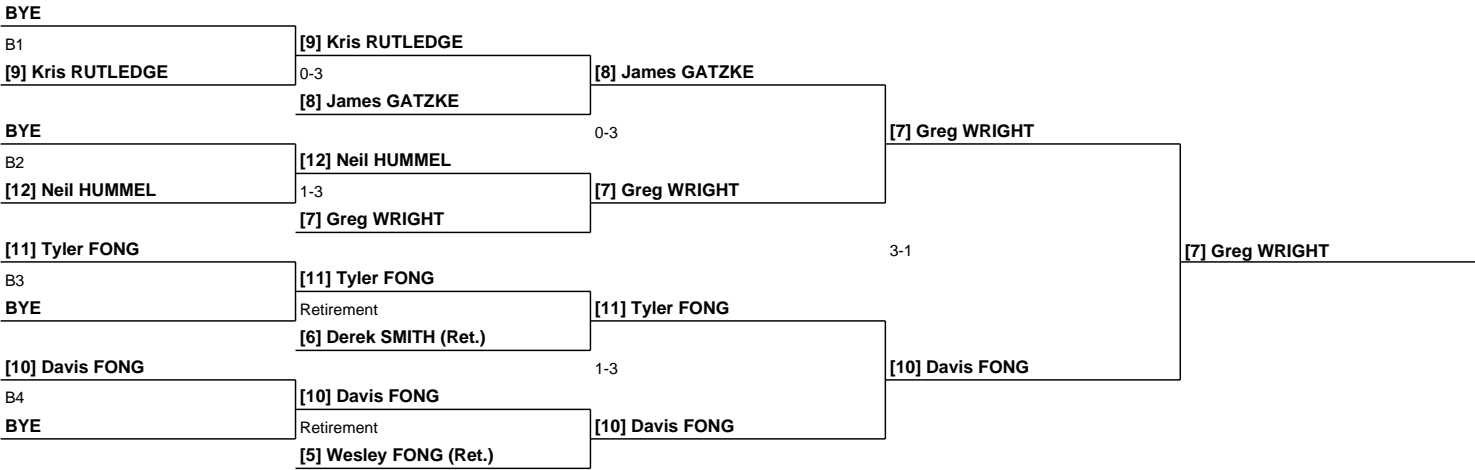 BYE
B1
[9] Kris RUTLEDGE
[9] Kris RUTLEDGE
0-3
[8] James GATZKE
[8] James GATZKE
BYE
0-3
[7] Greg WRIGHT
B2
[12] Neil HUMMEL
[12] Neil HUMMEL
1-3
[7] Greg WRIGHT
[7] Greg WRIGHT
[11] Tyler FONG
3-1
[7] Greg WRIGHT
B3
[11] Tyler FONG
BYE
Retirement
[11] Tyler FONG
[6] Derek SMITH (Ret.)
[10] Davis FONG
1-3
[10] Davis FONG
B4
[10] Davis FONG
BYE
Retirement
[10] Davis FONG
[5] Wesley FONG (Ret.)